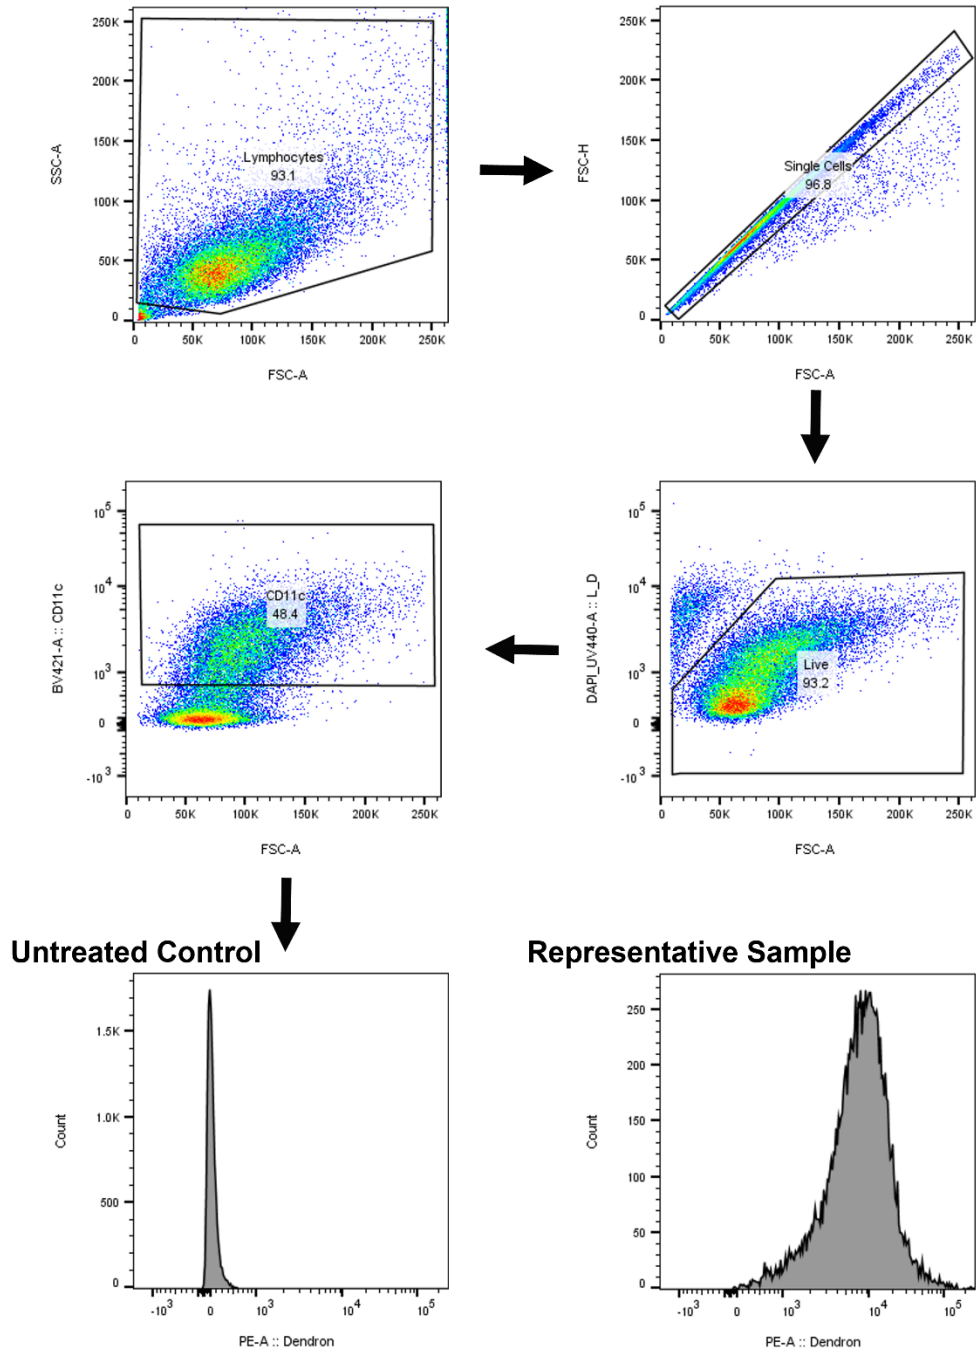 250K
200K
150K
100K
50K
0
SSC-A
Lymphocytes
93.1
0 50K 100K 150K 200K 250K
FSC-A
250K
200K
150K
100K
50K
0
FSC-H
Single Cells
96.8
0 50K 100K 150K 200K 250K
FSC-A
10^5
10^4
10^3
0
-10^3
BV421-A :: CD11c
CD11c
48.4
0 50K 100K 150K 200K 250K
FSC-A
10^5
10^4
10^3
0
-10^3
DAPI_UV440-A :: L_D
Live
93.2
0 50K 100K 150K 200K 250K
FSC-A
Untreated Control
1.5K
1.0K
500
0
Count
-10^3 0 10^3 10^4 10^5
PE-A :: Dendron
Representative Sample
250
200
150
100
50
0
Count
-10^3 0 10^3 10^4 10^5
PE-A :: Dendron